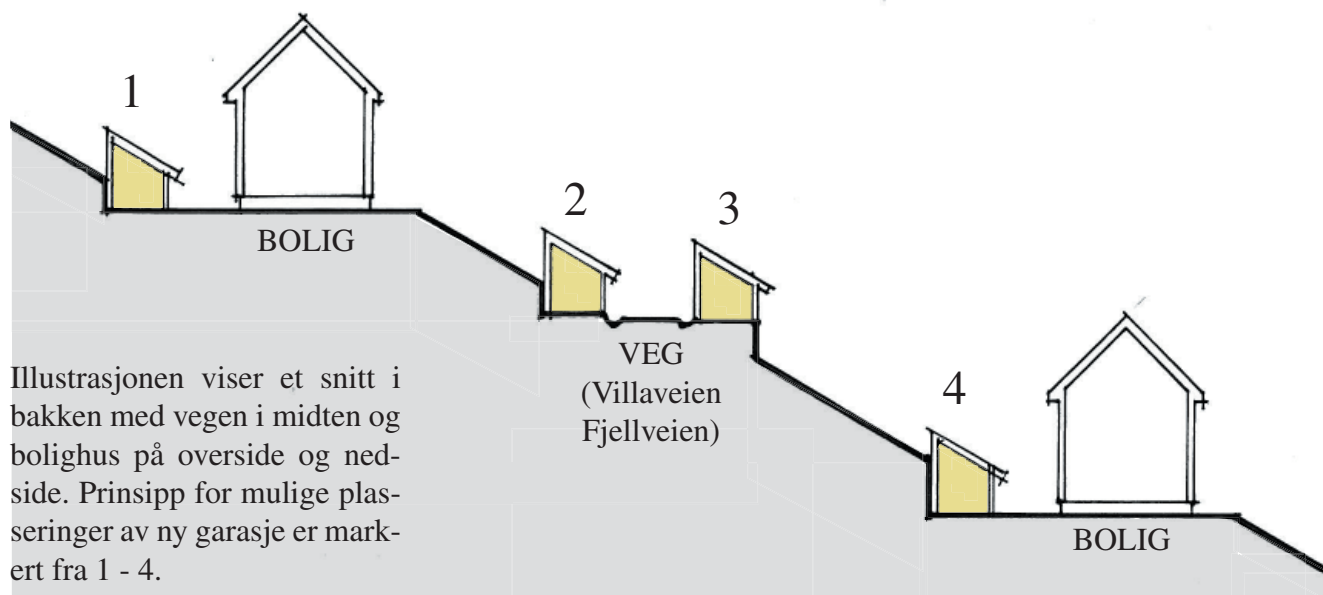 1
BOLIG
2
3
VEG
(Villaveien
Fjellveien)
4
BOLIG
Illustrasjonen viser et snitt i
bakken med vegen i midten og
bolighus på overside og ned-
side. Prinsipp for mulige plas-
seringer av ny garasje er mark-
ert fra 1 - 4.